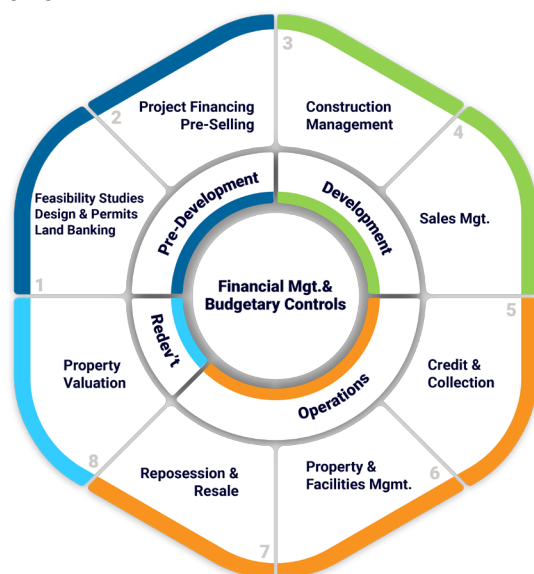 3
2
Project Financing
Pre-Selling
Construction
Management
4
Feasibility Studies
Design & Permits
Land Banking
Pre-Development
Development
Sales Mgt.
1
Financial Mgt.&
Budgetary Controls
5
Property
Valuation
Redev't
Operations
Credit &
Collection
8
Reposession &
Resale
Property &
Facilities Mgmt.
6
7